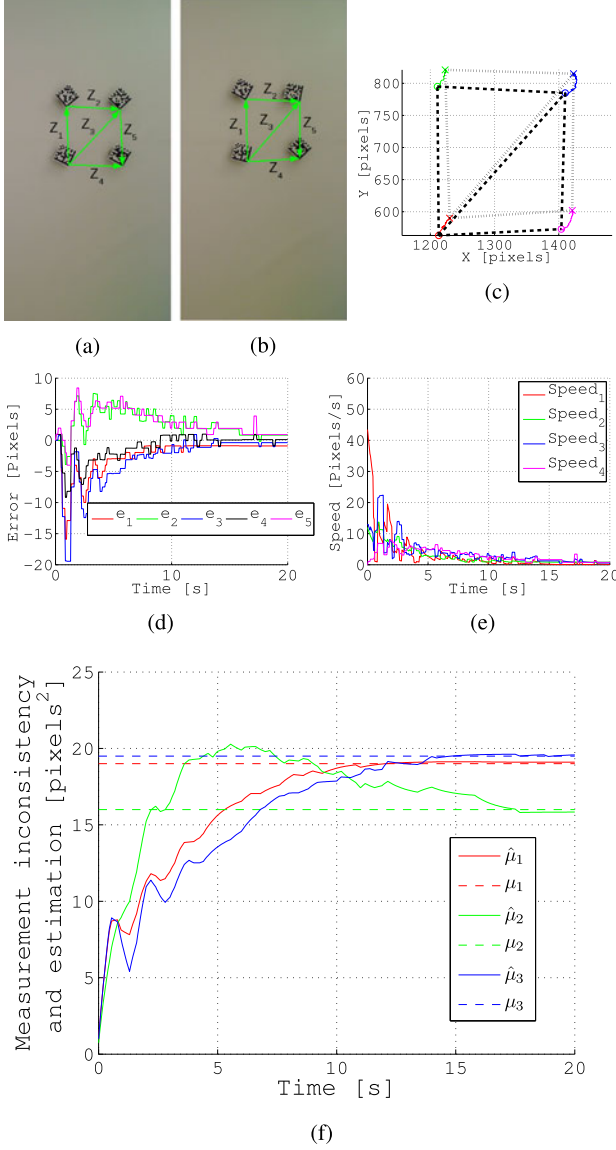 Z₂
Z₁ Z₃ Z₅
Z₄
Z₂
Z₁ Z₃ Z₅
Z₄
800
750
700
650
600
Y [pixels]
1200 1300 1400
X [pixels]
(a)
(b)
(c)
10
5
0
−5
−10
−15
−20
Error [Pixels]
e₁ e₂ e₃ e₄ e₅
0 10 20
Time [s]
(d)
60
50
40
30
20
10
0
Speed [Pixels/s]
Speed₁
Speed₂
Speed₃
Speed₄
0 5 10 15 20
Time [s]
(e)
25
20
15
10
5
0
Measurement inconsistency
and estimation [pixels²]
μ̂₁
μ₁
μ̂₂
μ₂
μ̂₃
μ₃
0 5 10 15 20
Time [s]
(f)